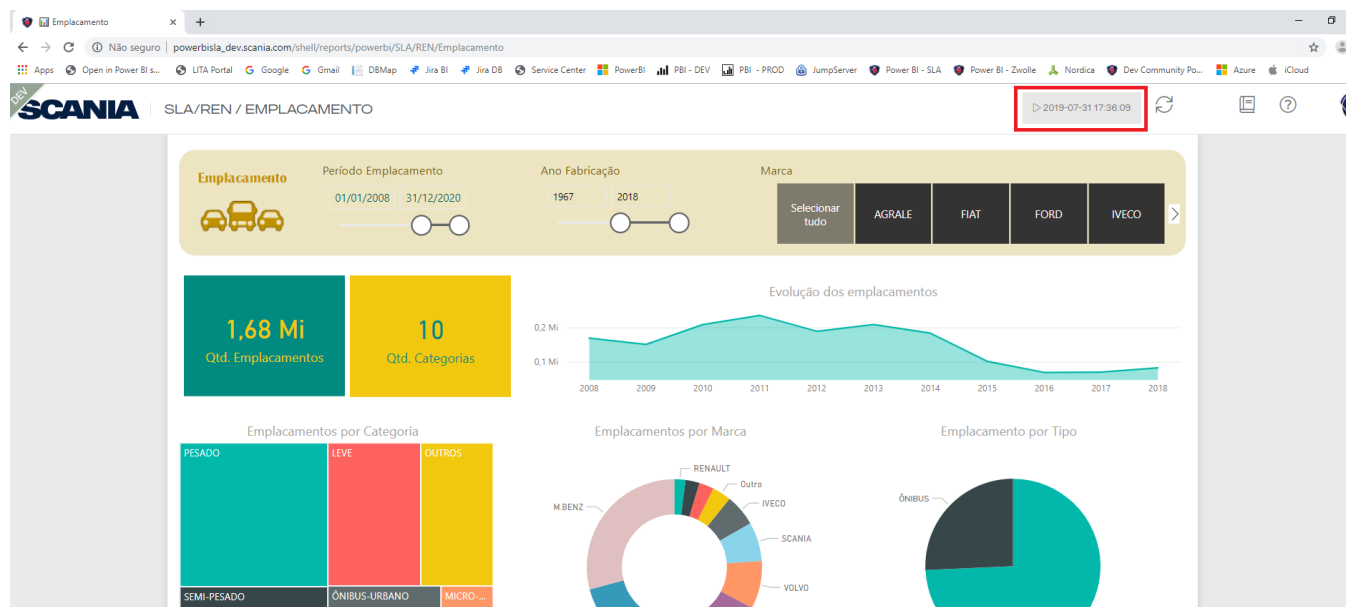 Emplacamento
Não seguro | powerbisla_dev.scania.com/shell/reports/powerbi/SLA/REN/Emplacamento
Apps Open in Power BI s... LITA Portal Google Gmail DBMap Jira BI Jira DB Service Center PowerBI PBI - DEV PBI - PROD JumpServer Power BI - SLA Power BI - Zwolle Nordica Dev Community Po... Azure iCloud
DEV
SCANIA SLA/REN / EMPLACAMENTO 2019-07-31 17:36:09
Emplacamento
Período Emplacamento
01/01/2008 31/12/2020
Ano Fabricação
1967 2018
Marca
Selecionar
tudo
AGRALE FIAT FORD IVECO
1,68 Mi
Qtd. Emplacamentos
10
Qtd. Categorias
Evolução dos emplacamentos
0,2 Mi
0,1 Mi
2008 2009 2010 2011 2012 2013 2014 2015 2016 2017 2018
Emplacamentos por Categoria
PESADO LEVE OUTROS
SEMI-PESADO ÔNIBUS-URBANO MICRO-...
Emplacamentos por Marca
RENAULT
Outro
IVECO
M.BENZ
SCANIA
VOLVO
Emplacamento por Tipo
ÔNIBUS